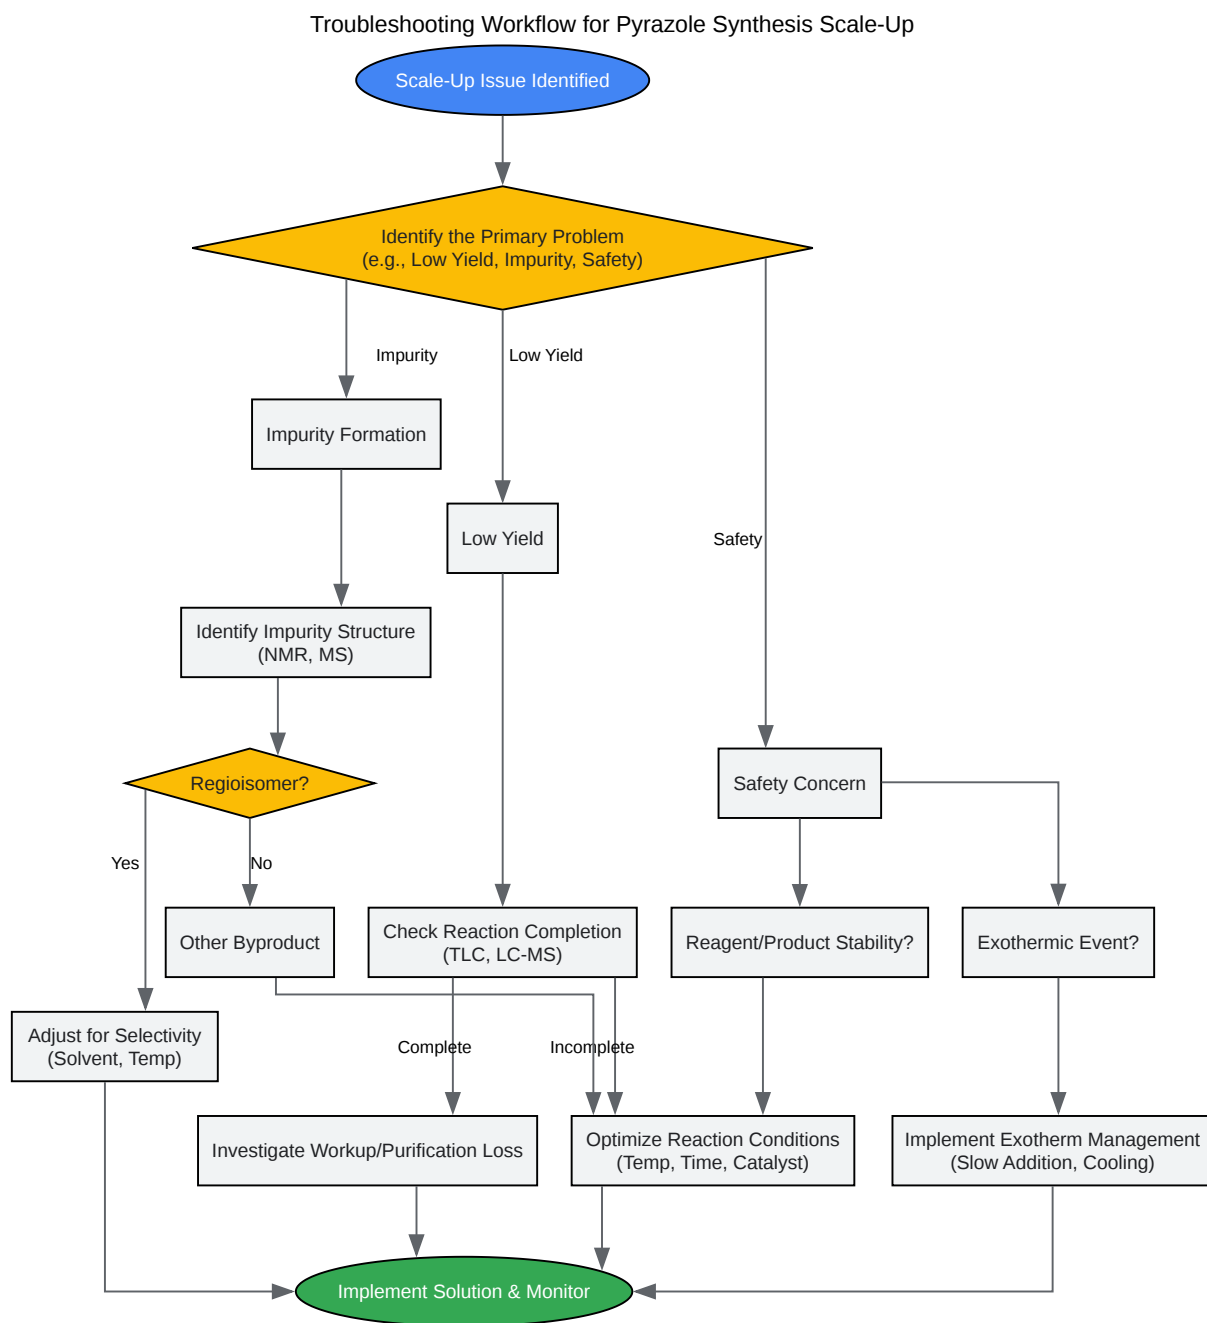 Troubleshooting Workflow for Pyrazole Synthesis Scale-Up
Scale-Up Issue Identified
Identify the Primary Problem
(e.g., Low Yield, Impurity, Safety)
Impurity
Low Yield
Impurity Formation
Low Yield
Safety
Identify Impurity Structure
(NMR, MS)
Regioisomer?
Safety Concern
Yes
No
Other Byproduct
Check Reaction Completion
(TLC, LC-MS)
Reagent/Product Stability?
Exothermic Event?
Adjust for Selectivity
(Solvent, Temp)
Complete
Incomplete
Investigate Workup/Purification Loss
Optimize Reaction Conditions
(Temp, Time, Catalyst)
Implement Exotherm Management
(Slow Addition, Cooling)
Implement Solution & Monitor